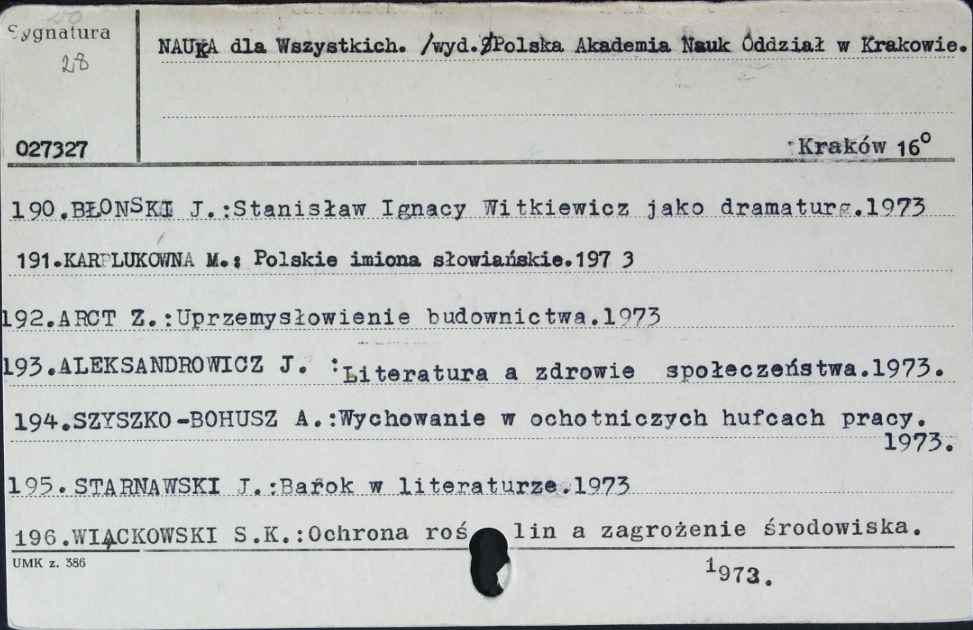 Sygnatura
28
NAUKA dla Wszystkich. /wyd. Polska Akademia Nauk Oddział w Krakowie.
027327
Kraków 16⁰
190.BŁONSKI J.:Stanisław Ignacy Witkiewicz jako dramaturg.1973
191.KARPLUKOWNA M.: Polskie imiona słowiańskie.197 3
192.ARCT Z.:Uprzemysłowienie budownictwa.1973
193.ALEKSANDROWICZ J. :Literatura a zdrowie społeczeństwa.1973.
194.SZYSZKO-BOHUSZ A.:Wychowanie w ochotniczych hufcach pracy.
1973.
195.STARNAWSKI J.:Barok w literaturze.1973
196.WIĄCKOWSKI S.K.:Ochrona roś lin a zagrożenie środowiska.
1973.
UMK z. 386